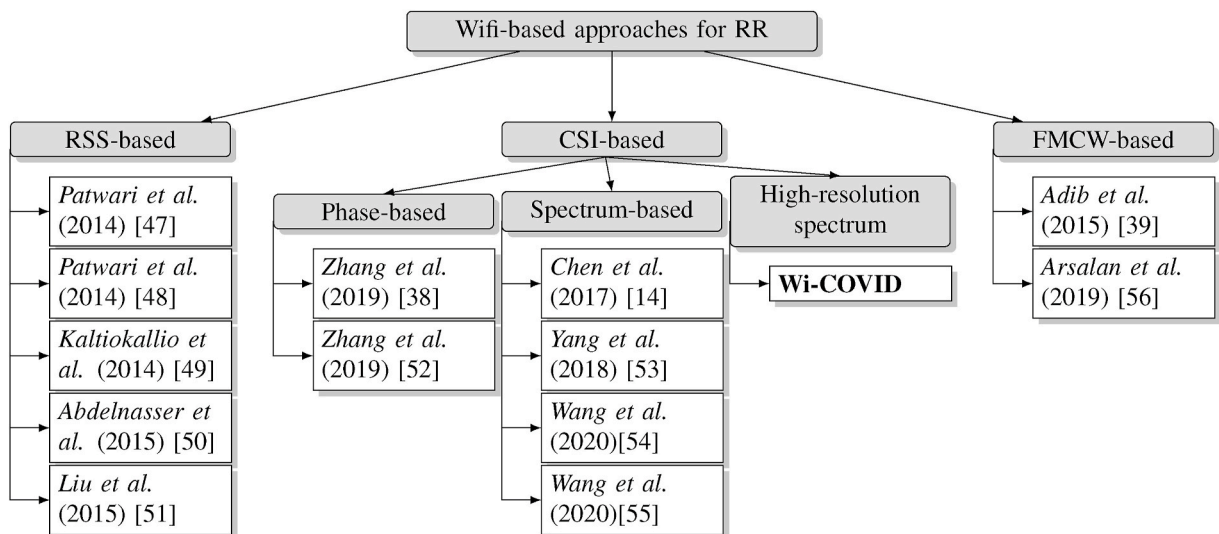 Wifi-based approaches for RR
RSS-based
Patwari et al.
(2014) [47]
Patwari et al.
(2014) [48]
Kaltiokallio et
al. (2014) [49]
Abdelnasser et
al. (2015) [50]
Liu et al.
(2015) [51]
CSI-based
Phase-based
Zhang et al.
(2019) [38]
Zhang et al.
(2019) [52]
Spectrum-based
Chen et al.
(2017) [14]
Yang et al.
(2018) [53]
Wang et al.
(2020)[54]
Wang et al.
(2020)[55]
High-resolution
spectrum
Wi-COVID
FMCW-based
Adib et al.
(2015) [39]
Arsalan et al.
(2019) [56]